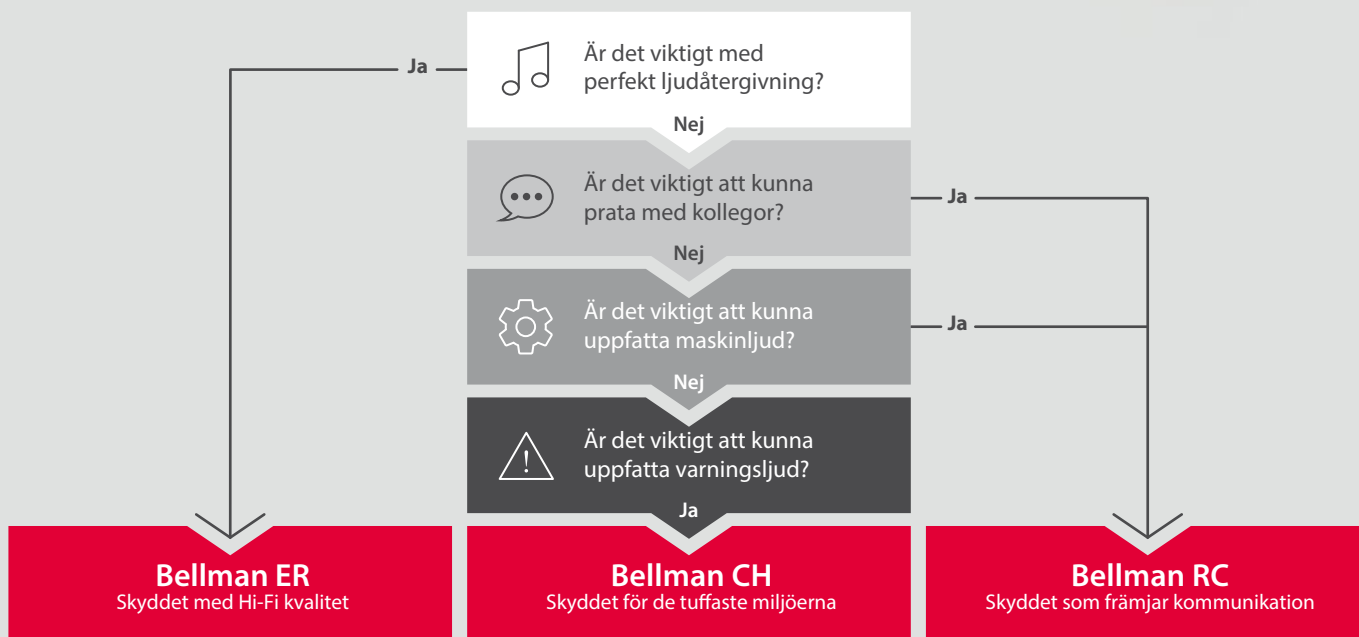 Ja
Är det viktigt med
perfekt ljudåtergivning?
Nej
Är det viktigt att kunna
prata med kollegor?
Ja
Nej
Är det viktigt att kunna
uppfatta maskinljud?
Ja
Nej
Är det viktigt att kunna
uppfatta varningsljud?
Ja
Bellman ER
Skyddet med Hi-Fi kvalitet
Bellman CH
Skyddet för de tuffaste miljöerna
Bellman RC
Skyddet som främjar kommunikation